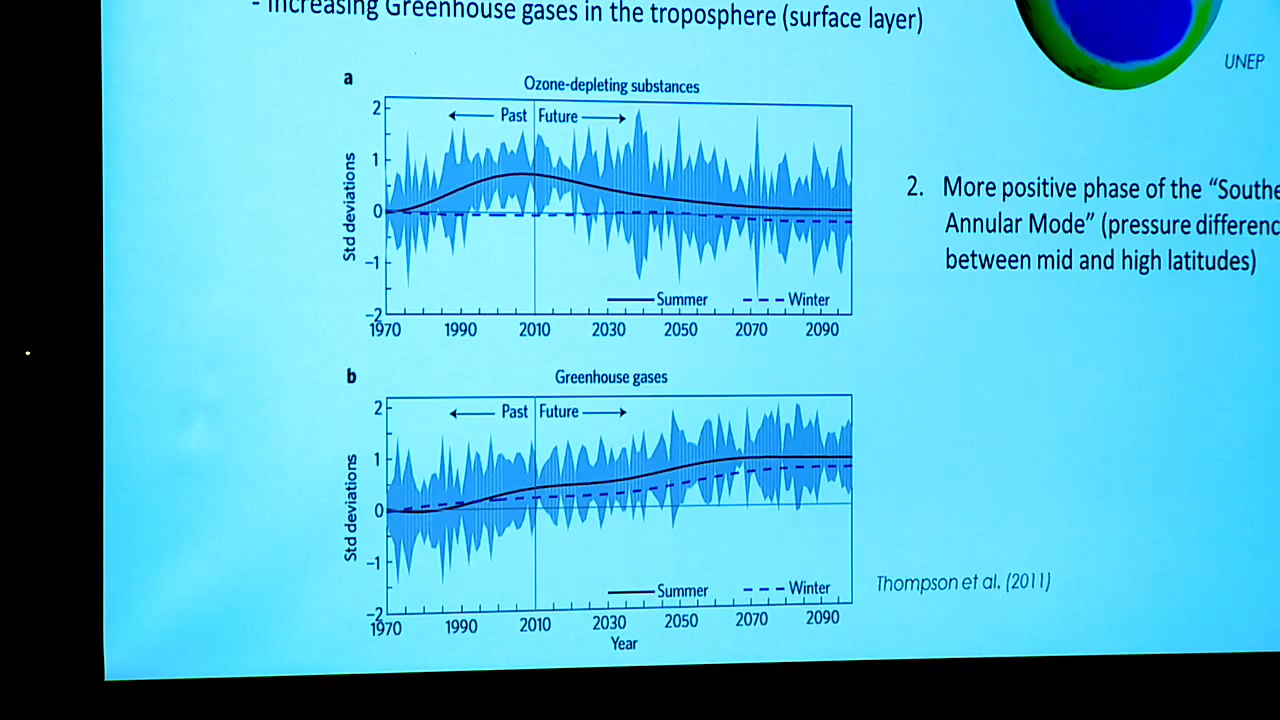 - Increasing Greenhouse gases in the troposphere (surface layer)
UNEP
a
Ozone-depleting substances
2
1
0
−1
−2
Std deviations
Past
Future
Summer
Winter
1970
1990
2010
2030
2050
2070
2090
2. More positive phase of the “Southe
Annular Mode” (pressure differenc
between mid and high latitudes)
b
Greenhouse gases
2
1
0
−1
−2
Std deviations
Past
Future
Summer
Winter
1970
1990
2010
2030
2050
2070
2090
Year
Thompson et al. (2011)